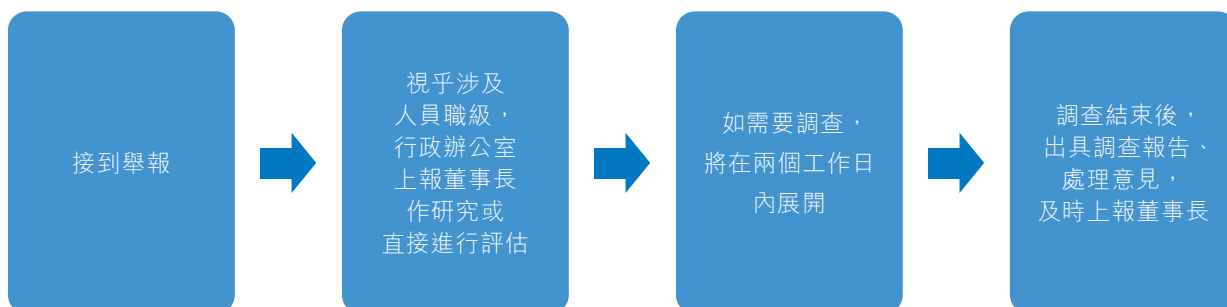 接到舉報
視乎涉及
人員職級，
行政辦公室
上報董事長
作研究或
直接進行評估
如需要調查，
將在兩個工作日
內展開
調查結束後，
出具調查報告、
處理意見，
及時上報董事長